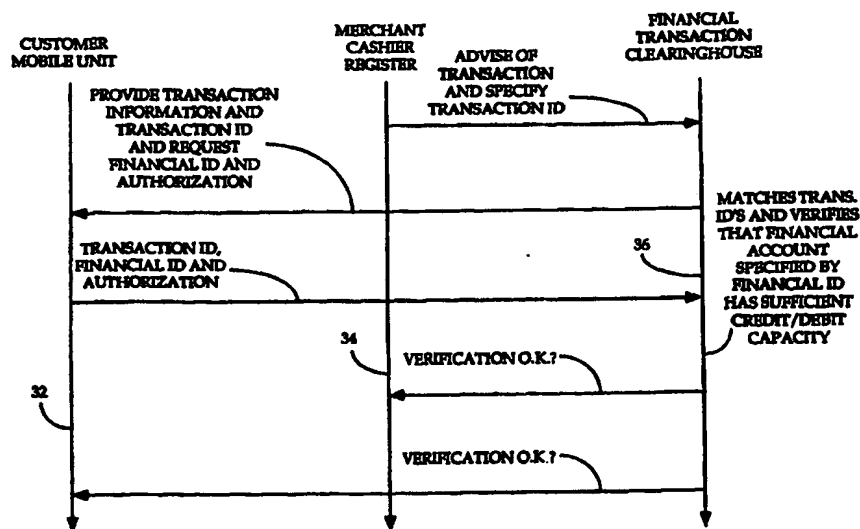 CUSTOMER
MOBILE UNIT
MERCHANT
CASHIER
REGISTER
FINANCIAL
TRANSACTION
CLEARINGHOUSE
ADVISE OF
TRANSACTION
AND SPECIFY
TRANSACTION ID
PROVIDE TRANSACTION
INFORMATION AND
TRANSACTION ID
AND REQUEST
FINANCIAL ID AND
AUTHORIZATION
MATCHES TRANS.
ID'S AND VERIFIES
THAT FINANCIAL
ACCOUNT
SPECIFIED BY
FINANCIAL ID
HAS SUFFICIENT
CREDIT/DEBIT
CAPACITY
TRANSACTION ID,
FINANCIAL ID AND
AUTHORIZATION
36
34
VERIFICATION O.K.?
32
VERIFICATION O.K.?